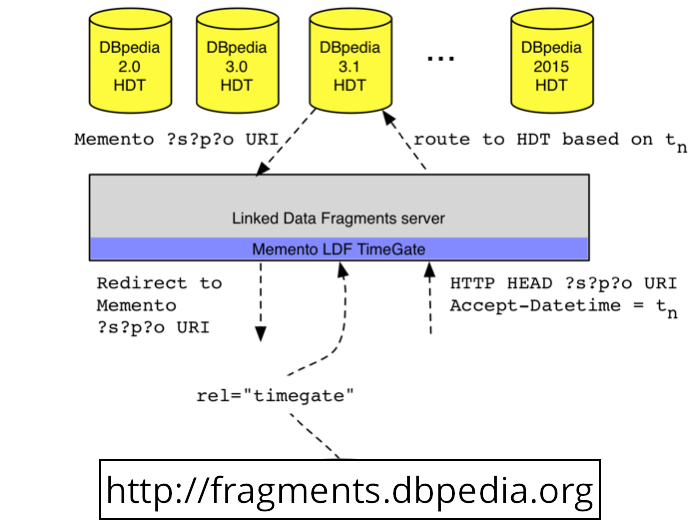 DBpedia
2.0
HDT
DBpedia
3.0
HDT
DBpedia
3.1
HDT
...
DBpedia
2015
HDT
Memento ?s?p?o URI
route to HDT based on tn
Linked Data Fragments server
Memento LDF TimeGate
Redirect to
Memento
?s?p?o URI
HTTP HEAD ?s?p?o URI
Accept-Datetime = tn
rel="timegate"
http://fragments.dbpedia.org